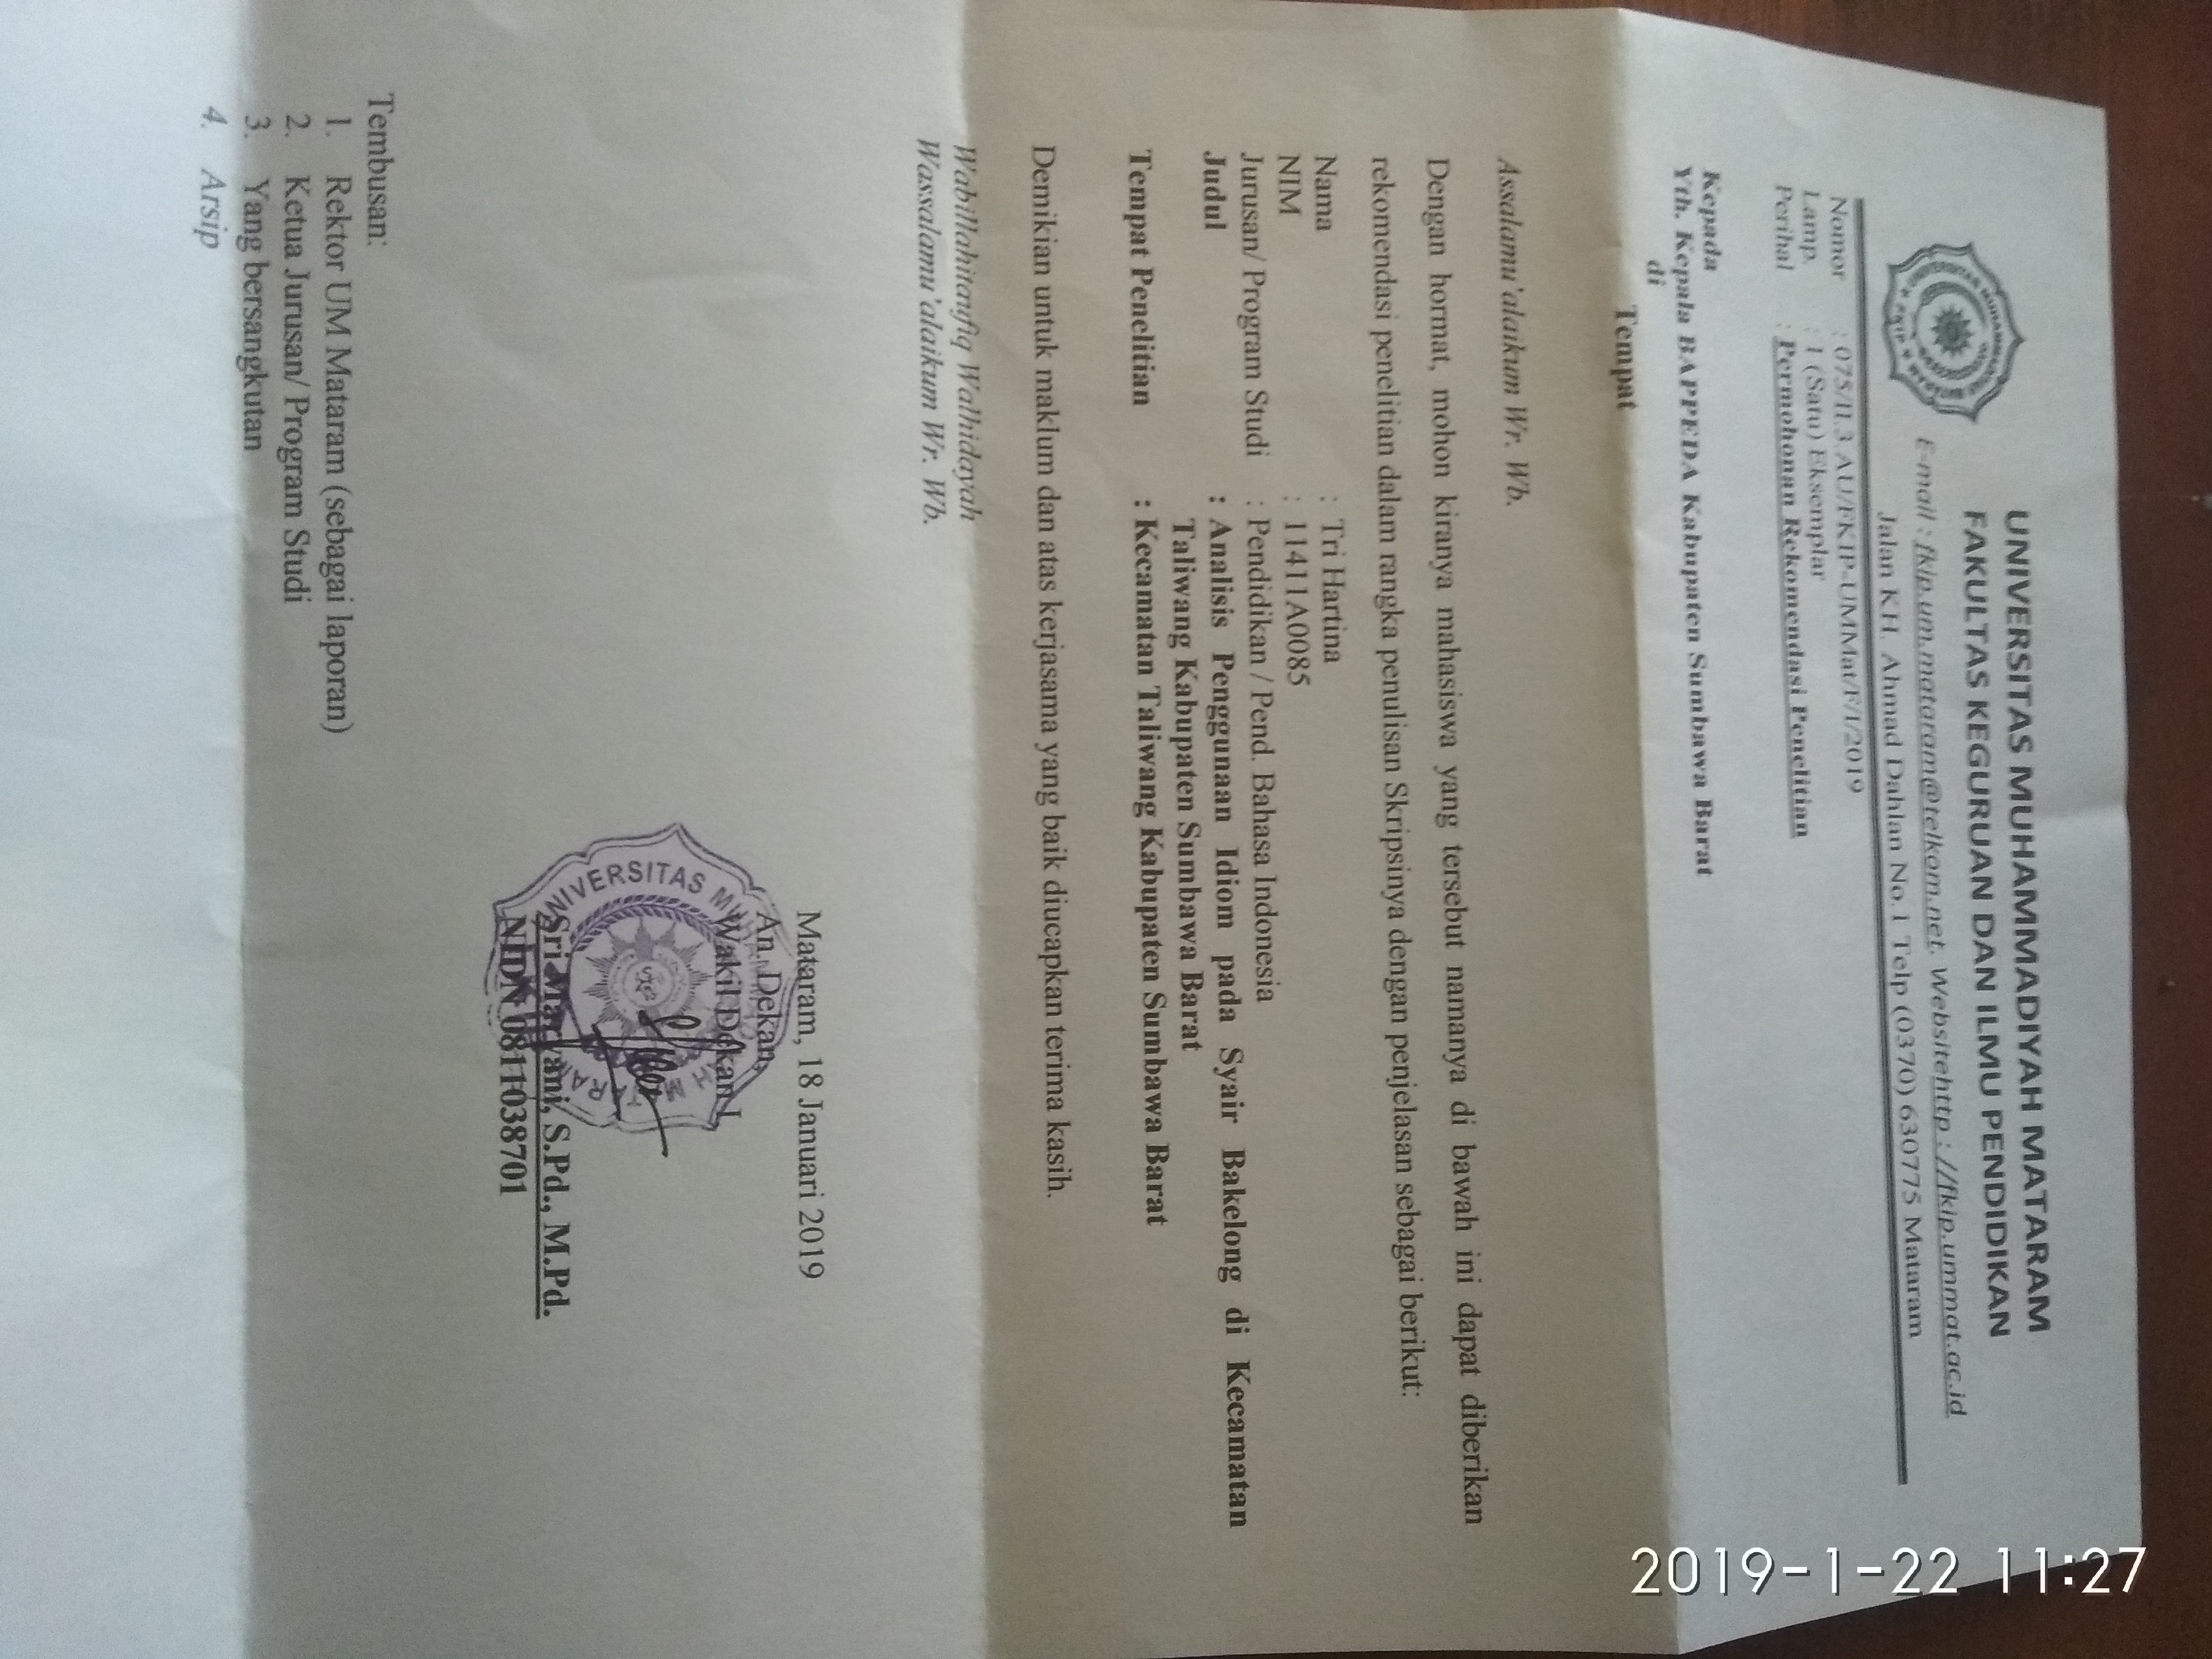 UNIVERSITAS MUHAMMADIYAH MATARAM
FAKULTAS KEGURUAN DAN ILMU PENDIDIKAN
E-mail : fkip.um.mataram@telkom.net. Websitehttp : //fkip.ummat.ac.id
Jalan KH. Ahmad Dahlan No.1 Telp (0370) 630775 Mataram
Nomor : 075/II.3.AU/FKIP-UMMat/F/I/2019
Lamp. : 1 (Satu) Eksemplar
Perihal : Permohonan Rekomendasi Penelitian
Kepada
Yth. Kepala BAPPEDA Kabupaten Sumbawa Barat
di
Tempat
Assalamu'alaikum Wr. Wb.
Dengan hormat, mohon kiranya mahasiswa yang tersebut namanya di bawah ini dapat diberikan
rekomendasi penelitian dalam rangka penulisan Skripsinya dengan penjelasan sebagai berikut:
Nama : Tri Hartina
NIM : 11411A0085
Jurusan/ Program Studi : Pendidikan / Pend. Bahasa Indonesia
Judul : Analisis Penggunaan Idiom pada Syair Bakelong di Kecamatan
Taliwang Kabupaten Sumbawa Barat
Tempat Penelitian : Kecamatan Taliwang Kabupaten Sumbawa Barat
Demikian untuk maklum dan atas kerjasama yang baik diucapkan terima kasih.
Wabillahitaufiq Walhidayah
Wassalamu'alaikum Wr. Wb.
Mataram, 18 Januari 2019
An. Dekan,
Wakil Dekan I
UNIVERSITAS
Sri Maryani, S.Pd., M.Pd.
NIDN 0811038701
Tembusan:
1. Rektor UM Mataram (sebagai laporan)
2. Ketua Jurusan/ Program Studi
3. Yang bersangkutan
4. Arsip
2019-1-22 11:27